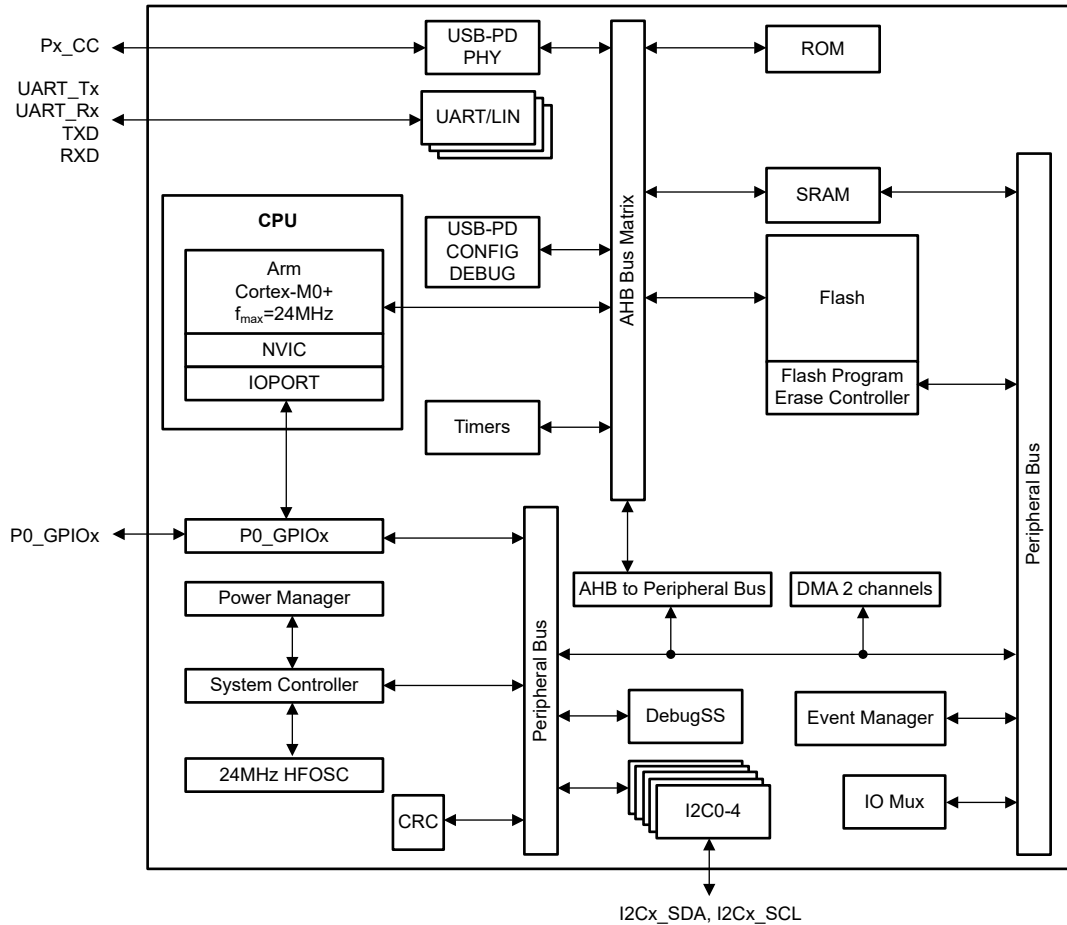 Px_CC
UART_Tx
UART_Rx
TXD
RXD
USB-PD
PHY
UART/LIN
ROM
CPU
Arm
Cortex-M0+
fmax=24MHz
NVIC
IOPORT
USB-PD
CONFIG
DEBUG
Timers
AHB Bus Matrix
SRAM
Flash
Flash Program
Erase Controller
Peripheral Bus
P0_GPIOx
P0_GPIOx
Power Manager
System Controller
24MHz HFOSC
CRC
Peripheral Bus
AHB to Peripheral Bus
DMA 2 channels
DebugSS
Event Manager
I2C0-4
IO Mux
I2Cx_SDA, I2Cx_SCL